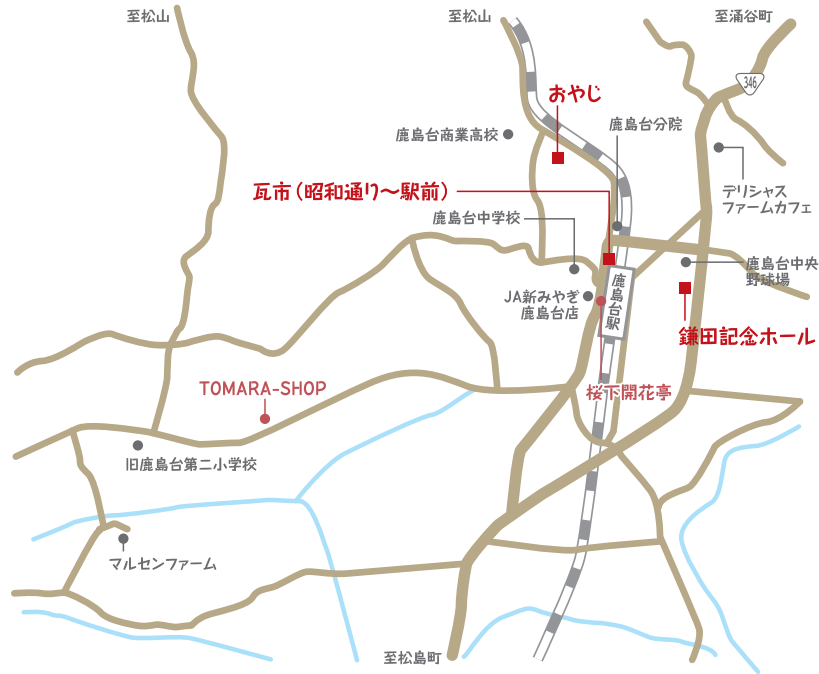 至松山
至松山
至涌谷町
346
おやじ
鹿島台商業高校
鹿島台分院
デリシャス
ファームカフェ
瓦市(昭和通り〜駅前)
鹿島台中学校
鹿島台中央
野球場
JA新みやぎ
鹿島台店
鹿島台駅
鎌田記念ホール
TOMARA-SHOP
桜下開花亭
旧鹿島台第二小学校
マルセンファーム
至松島町